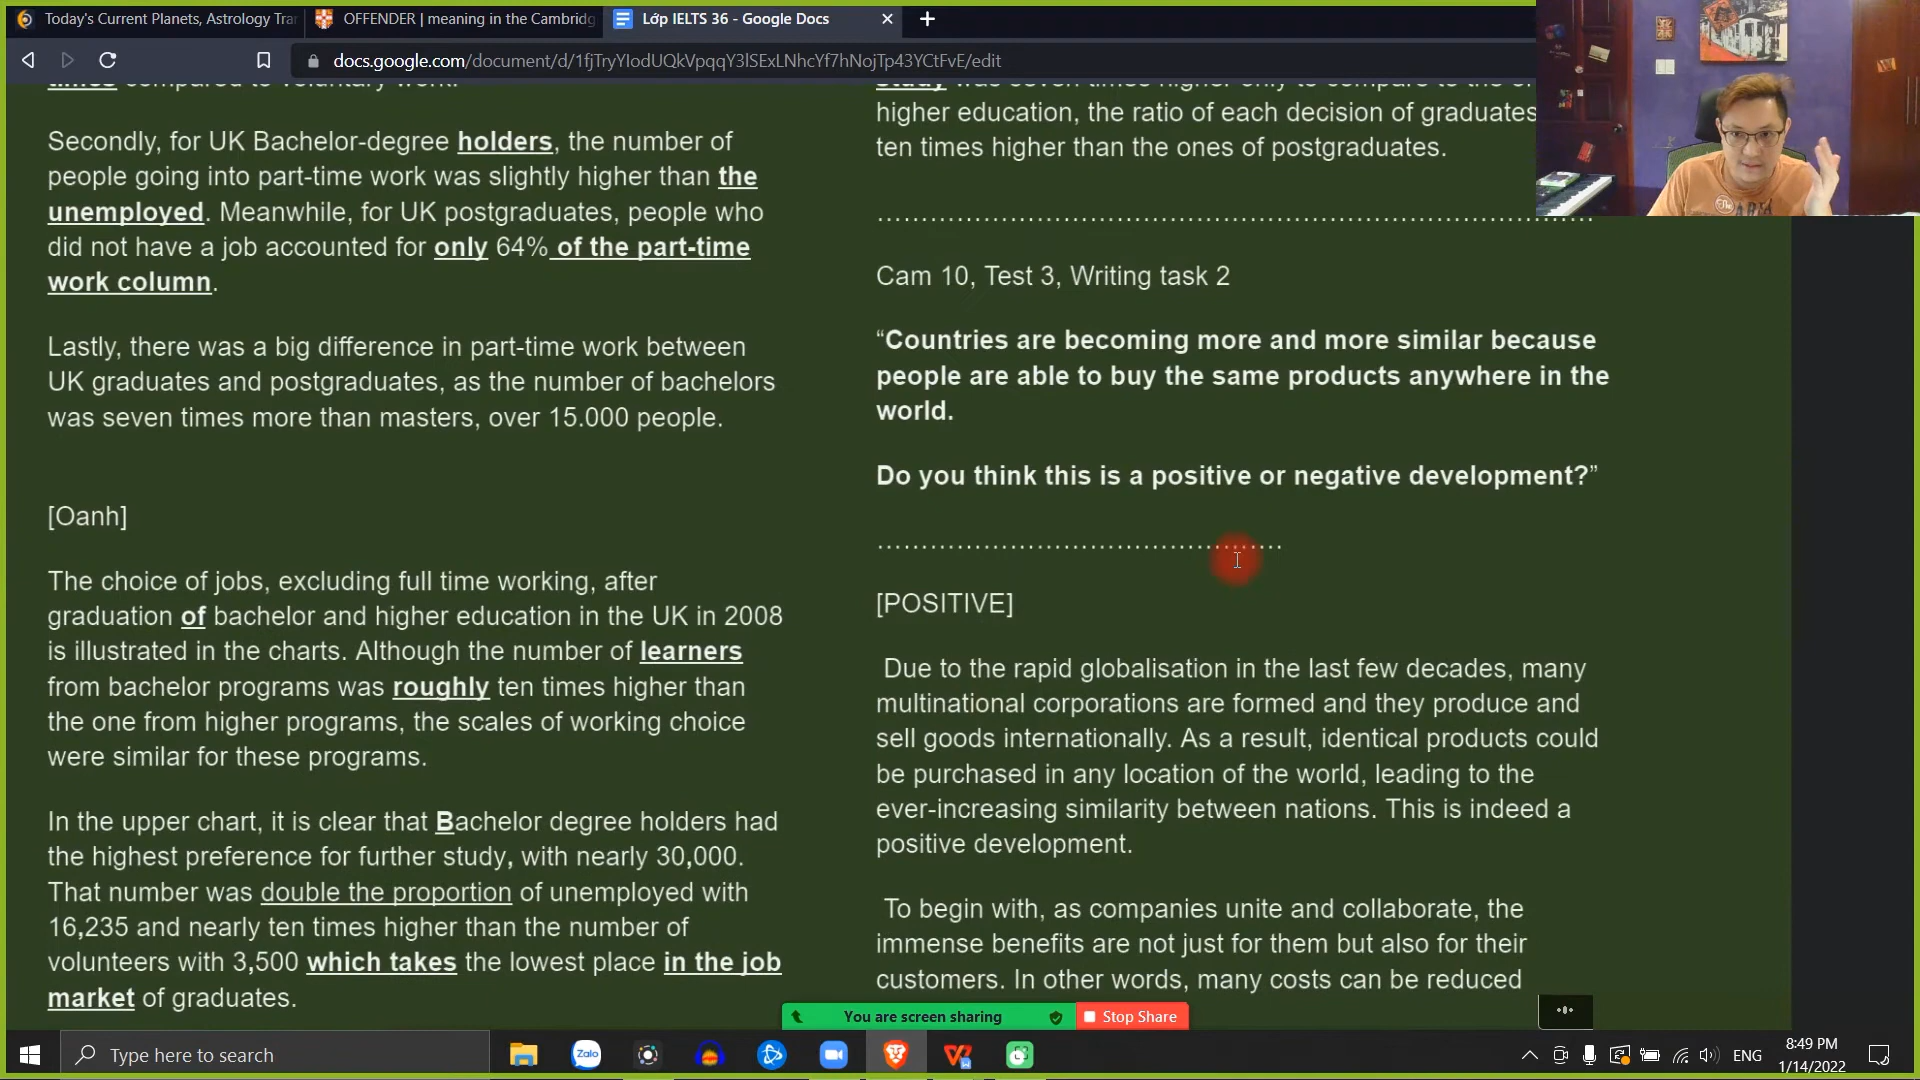 Today's Current Planets, Astrology Tra
OFFENDER | meaning in the Cambridg
Lớp IELTS 36 - Google Docs
docs.google.com/document/d/1fjTryYIodUQkVpqqY3lSExLNhcYf7hNojTp43YCtFvE/edit
times compared to voluntary work.
Secondly, for UK Bachelor-degree holders, the number of
people going into part-time work was slightly higher than the
unemployed. Meanwhile, for UK postgraduates, people who
did not have a job accounted for only 64% of the part-time
work column.
Lastly, there was a big difference in part-time work between
UK graduates and postgraduates, as the number of bachelors
was seven times more than masters, over 15.000 people.
[Oanh]
The choice of jobs, excluding full time working, after
graduation of bachelor and higher education in the UK in 2008
is illustrated in the charts. Although the number of learners
from bachelor programs was roughly ten times higher than
the one from higher programs, the scales of working choice
were similar for these programs.
In the upper chart, it is clear that Bachelor degree holders had
the highest preference for further study, with nearly 30,000.
That number was double the proportion of unemployed with
16,235 and nearly ten times higher than the number of
volunteers with 3,500 which takes the lowest place in the job
market of graduates.
study was seven times higher only to compare to the
higher education, the ratio of each decision of graduates
ten times higher than the ones of postgraduates.
Cam 10, Test 3, Writing task 2
“Countries are becoming more and more similar because
people are able to buy the same products anywhere in the
world.
Do you think this is a positive or negative development?”
[POSITIVE]
Due to the rapid globalisation in the last few decades, many
multinational corporations are formed and they produce and
sell goods internationally. As a result, identical products could
be purchased in any location of the world, leading to the
ever-increasing similarity between nations. This is indeed a
positive development.
To begin with, as companies unite and collaborate, the
immense benefits are not just for them but also for their
customers. In other words, many costs can be reduced
You are screen sharing
Stop Share
Type here to search
Zalo
ENG
8:49 PM
1/14/2022